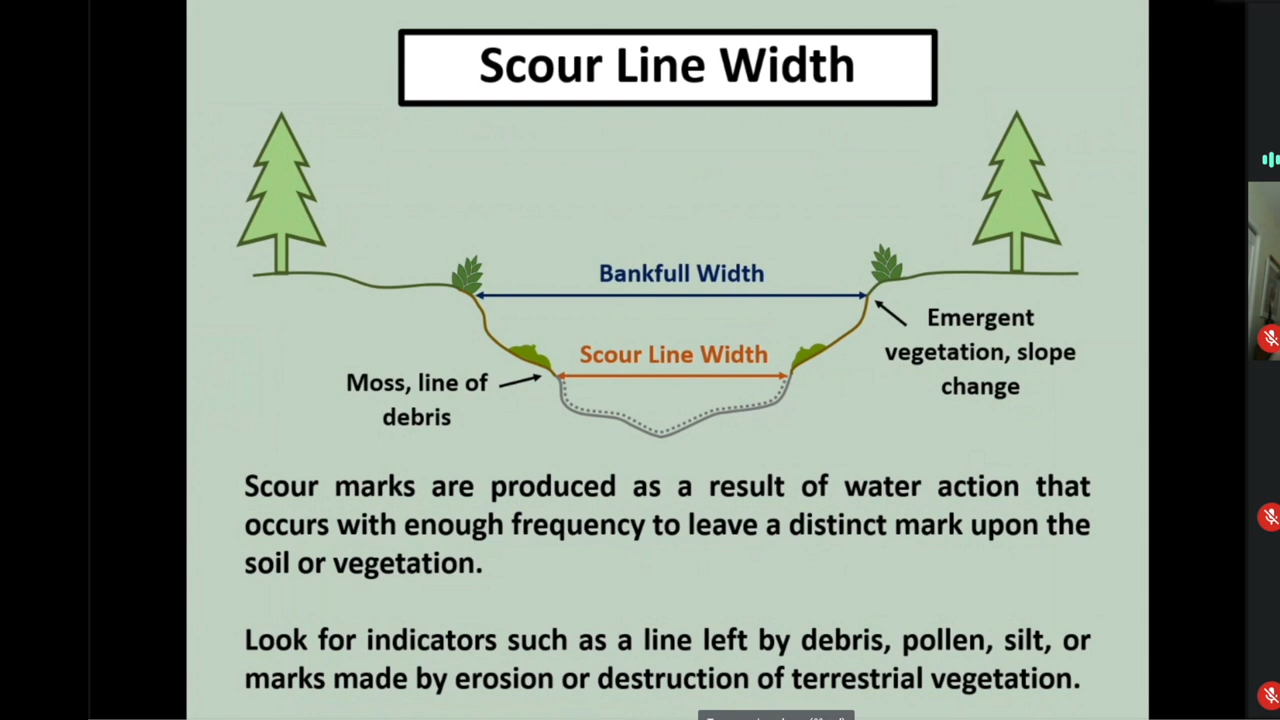 Scour Line Width
Bankfull Width
Emergent
vegetation, slope
change
Scour Line Width
Moss, line of
debris
Scour marks are produced as a result of water action that
occurs with enough frequency to leave a distinct mark upon the
soil or vegetation.
Look for indicators such as a line left by debris, pollen, silt, or
marks made by erosion or destruction of terrestrial vegetation.